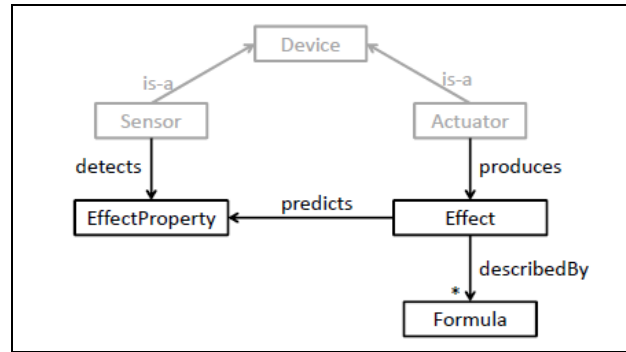 Device
is-a
is-a
Sensor
Actuator
detects
produces
predicts
EffectProperty
Effect
describedBy
*
Formula